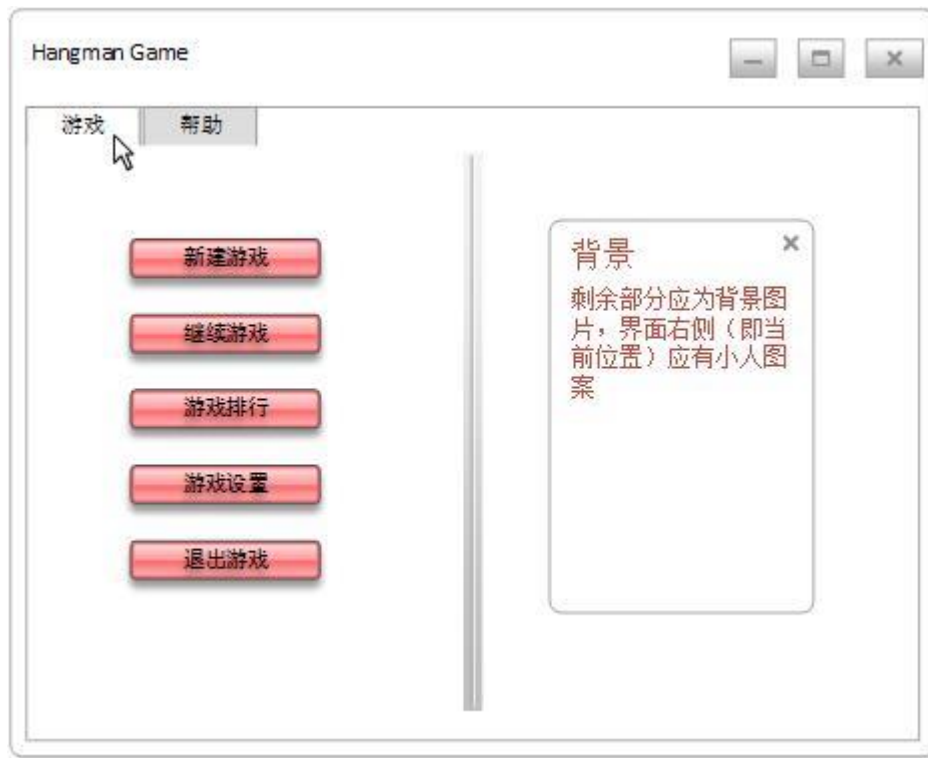 Hangman Game
游戏
帮助
新建游戏
继续游戏
游戏排行
游戏设置
退出游戏
背景
剩余部分应为背景图
片，界面右侧（即当
前位置）应有小人图
案